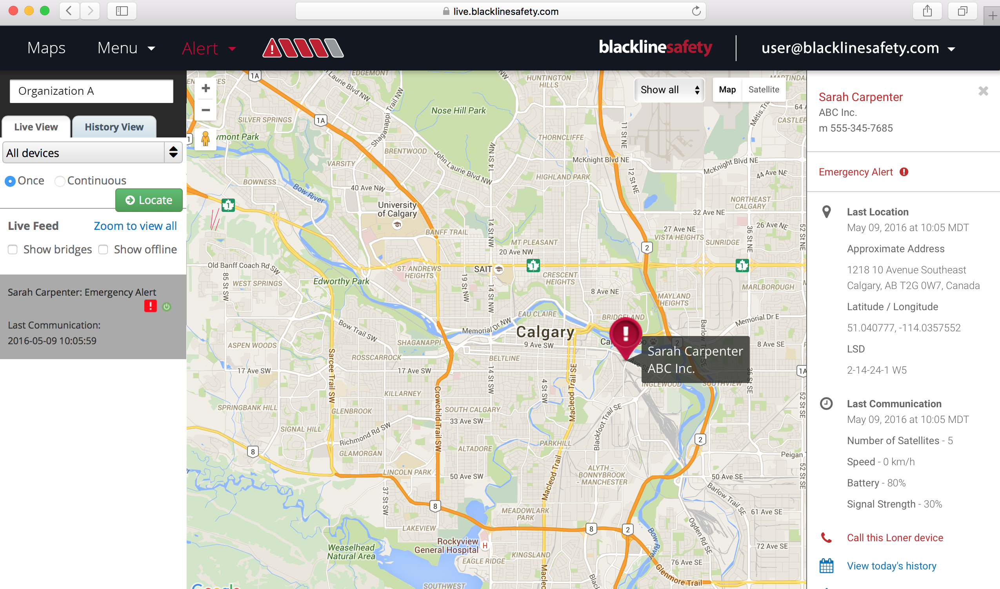 live.blacklinesafety.com
Maps
Menu
Alert
blacklinesafety
user@blacklinesafety.com
Organization A
Live View
History View
All devices
Once
Continuous
Locate
Live Feed
Zoom to view all
Show bridges
Show offline
Sarah Carpenter: Emergency Alert
Last Communication:
2016-05-09 10:05:59
Show all
Map
Satellite
1A
EDGEMONT
John Laurie Blvd NW
Shaganappi Trail NW
HUNTINGTON
HILLS
Nose Hill Park
SILVER SPRINGS
1A
THORNCLIFFE
11 St NE
Métis Tra
64 A
CASTLER
BRENTWOOD
VARSITY
John Laurie Blvd NW
14 St NW
McKnight Blvd NE
McKnight Blvd NE
HIGHLAND PARK
12 St NE
44 Ave NE
BOWNESS
Bow River
40 Ave NW
NORTHEAST
CALGARY
1
University
of Calgary
32 Ave NE
BANFF TRAIL
14 St NW
27 Ave NE
VISTA HEIGHTS
26 Ave NE
36 St NE
52 St NE
MT PLEASANT
SUNRIDGE
20 Ave NW
2
Old Banff Coach Rd SW
ST. ANDREWS
HEIGHTS
SAIT
1
1
85 St SW
WEST SPRINGS
Edworthy Park
19 St NW
14 St NW
CRESCENT
HEIGHTS
8 Ave NE
MARLBOROUGH
MAYLAND
HEIGHTS
EAU CLAIRE
BRIDGELAND
Memorial Dr E
Bow Trail SW
Memorial Dr NW
Calgary
Barlow Trail SE
SHAGANAPPI
9 Ave SW
2
8 Ave SE
ASPEN WOODS
Sarah Carpenter
ABC Inc.
ROSSCARROCK
BELTLINE
Sarcee Trail SW
17 Ave SW
17 Ave SW
14 St SW
Macleod Trail SE
36 St SE
1A
INGLEWOOD
SOUTHVIEW
4 St SW
KILLARNEY
Crowchild Trail SW
SPRINGBANK HILL
GLENBROOK
SOUTH CALGARY
52 St SE
33 Ave SW
Blackfoot Trail SE
SIGNAL HILL
Richmond Rd SW
PARKHILL
2
8
GLAMORGAN
ALTADORE
Peigan
Macleod Trail
ALYTH -
BONNYBROOK
- MANCHESTER
LINCOLN PARK
50 Ave SW
50 Ave SE
52 St SE
37 St SW
Barlow Trail SE
8
MEADOWLARK
PARK
61 Ave SE
LAKEVIEW
8
2
Ogden Rd SE
Bow River
Rockyview
General Hospital
H
72 Ave SE
Weaselhead
Natural Area
KINGSLAND
EAGLE RIDGE
76 Ave SE
Glenmore Trail
SOUTHWEST
Sarah Carpenter
ABC Inc.
m 555-345-7685
Emergency Alert
Last Location
May 09, 2016 at 10:05 MDT
Approximate Address
1218 10 Avenue Southeast
Calgary, AB T2G 0W7, Canada
Latitude / Longitude
51.040777, -114.0357552
LSD
2-14-24-1 W5
Last Communication
May 09, 2016 at 10:05 MDT
Number of Satellites - 5
Speed - 0 km/h
Battery - 80%
Signal Strength - 30%
Call this Loner device
View today's history